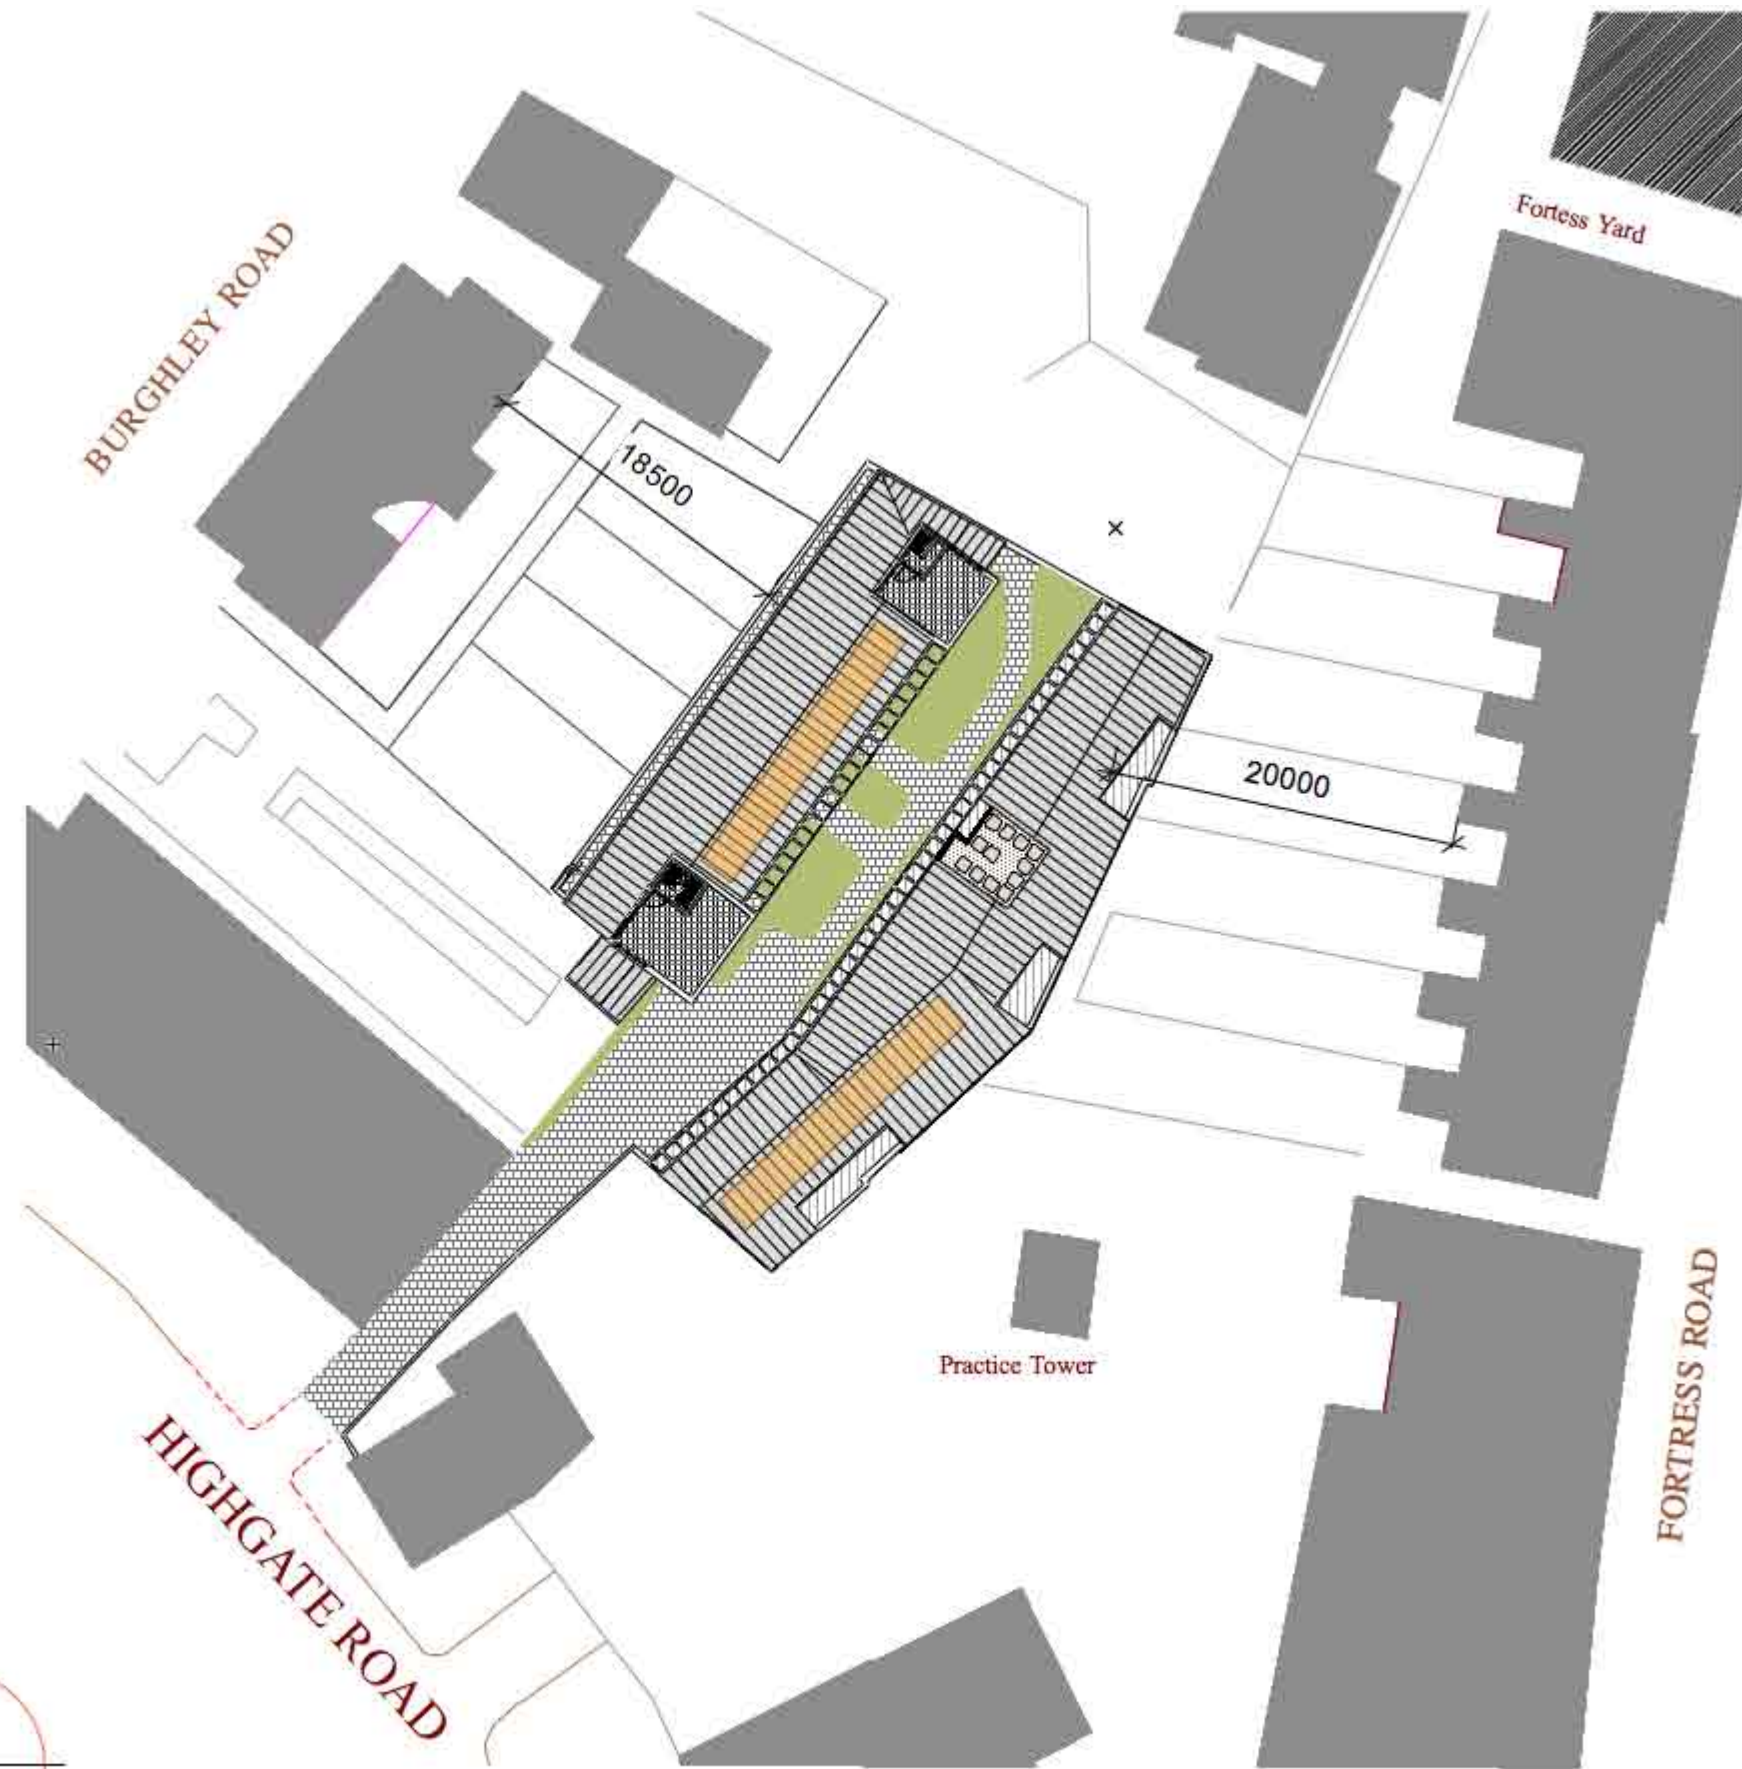 Fortess Yard
BURGHLEY ROAD
18500
20000
Practice Tower
FORTRESS ROAD
HIGHGATE ROAD